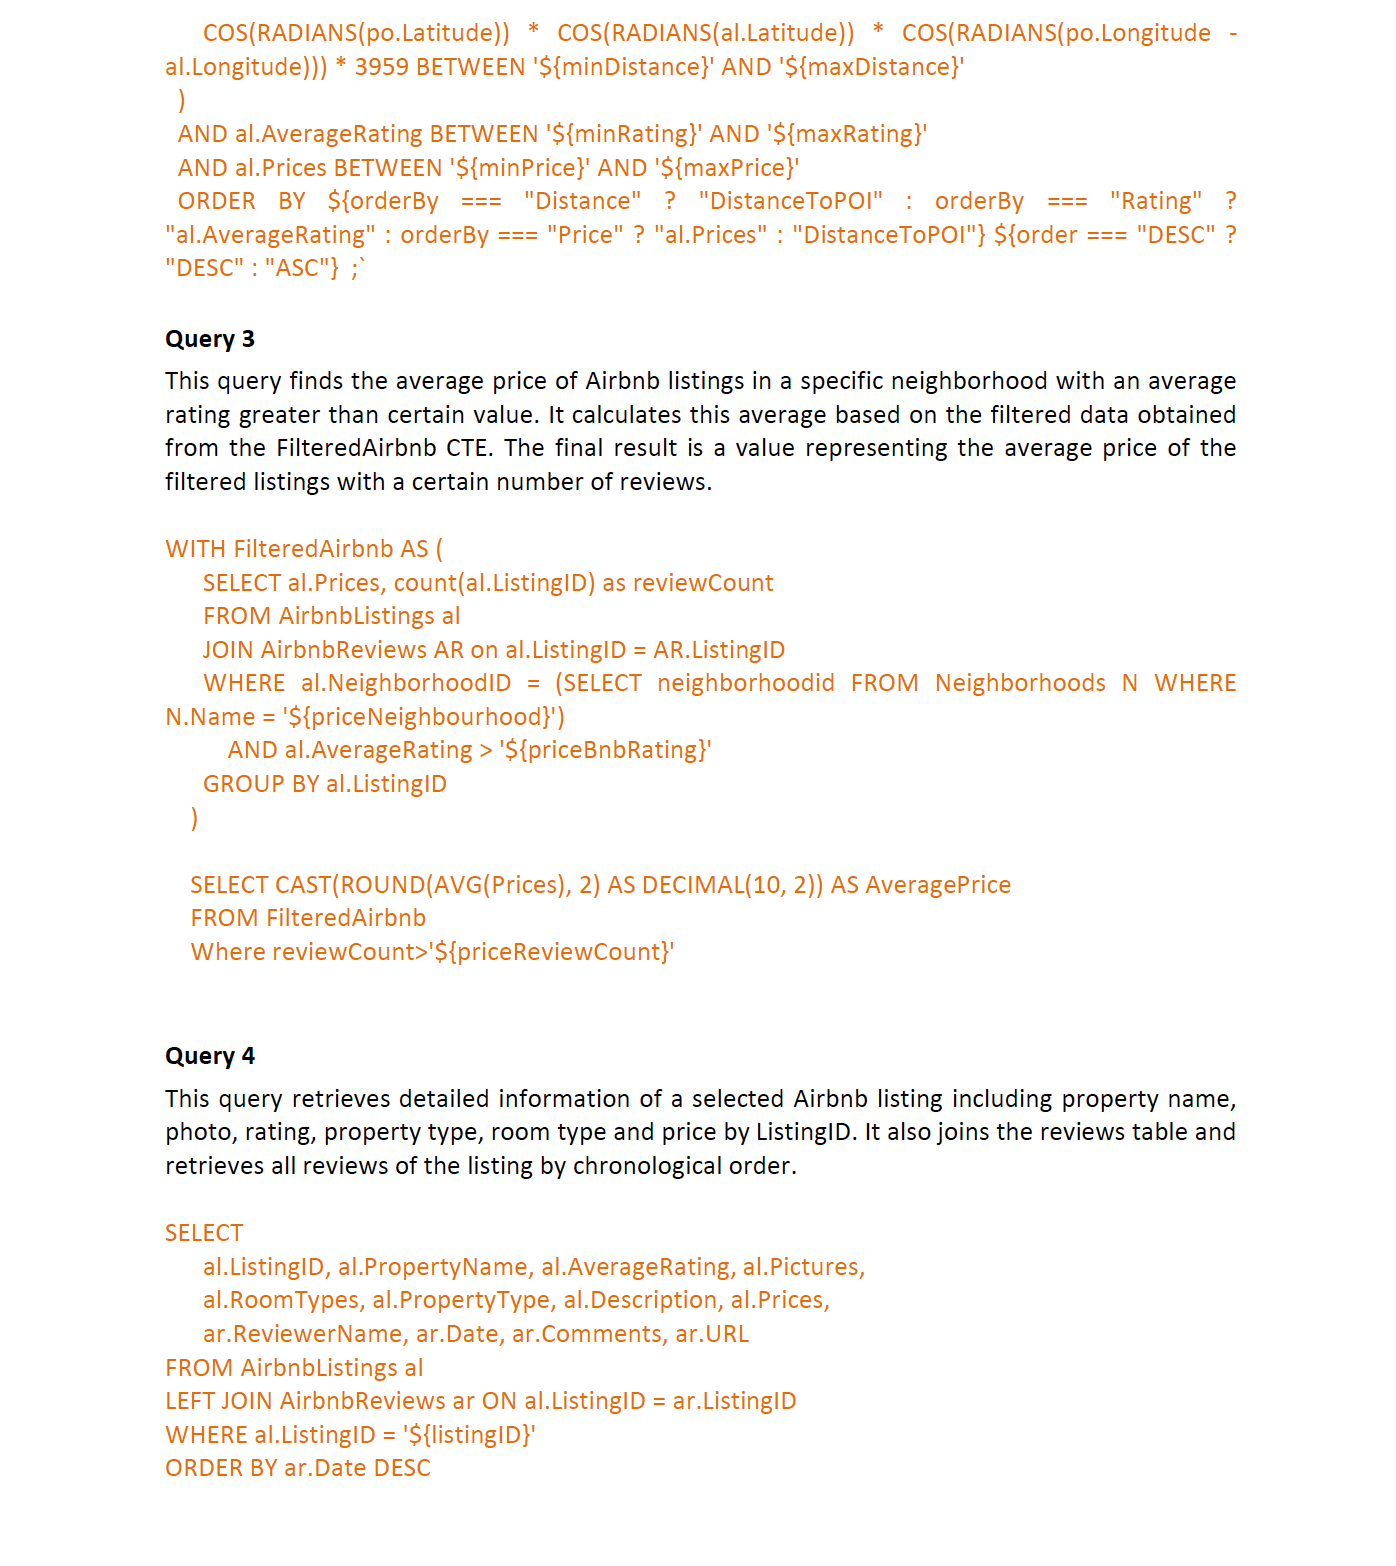 COS(RADIANS(po.Latitude)) * COS(RADIANS(al.Latitude)) * COS(RADIANS(po.Longitude -
al.Longitude))) * 3959 BETWEEN '${minDistance}' AND '${maxDistance}'
)
AND al.AverageRating BETWEEN '${minRating}' AND '${maxRating}'
AND al.Prices BETWEEN '${minPrice}' AND '${maxPrice}'
ORDER BY ${orderBy === "Distance" ? "DistanceToPOI" : orderBy === "Rating" ?
"al.AverageRating" : orderBy === "Price" ? "al.Prices" : "DistanceToPOI"} ${order === "DESC" ?
"DESC" : "ASC"} ;`
Query 3
This query finds the average price of Airbnb listings in a specific neighborhood with an average
rating greater than certain value. It calculates this average based on the filtered data obtained
from the FilteredAirbnb CTE. The final result is a value representing the average price of the
filtered listings with a certain number of reviews.
WITH FilteredAirbnb AS (
SELECT al.Prices, count(al.ListingID) as reviewCount
FROM AirbnbListings al
JOIN AirbnbReviews AR on al.ListingID = AR.ListingID
WHERE al.NeighborhoodID = (SELECT neighborhoodid FROM Neighborhoods N WHERE
N.Name = '${priceNeighbourhood}')
AND al.AverageRating > '${priceBnbRating}'
GROUP BY al.ListingID
)
SELECT CAST(ROUND(AVG(Prices), 2) AS DECIMAL(10, 2)) AS AveragePrice
FROM FilteredAirbnb
Where reviewCount>'${priceReviewCount}'
Query 4
This query retrieves detailed information of a selected Airbnb listing including property name,
photo, rating, property type, room type and price by ListingID. It also joins the reviews table and
retrieves all reviews of the listing by chronological order.
SELECT
al.ListingID, al.PropertyName, al.AverageRating, al.Pictures,
al.RoomTypes, al.PropertyType, al.Description, al.Prices,
ar.ReviewerName, ar.Date, ar.Comments, ar.URL
FROM AirbnbListings al
LEFT JOIN AirbnbReviews ar ON al.ListingID = ar.ListingID
WHERE al.ListingID = '${listingID}'
ORDER BY ar.Date DESC